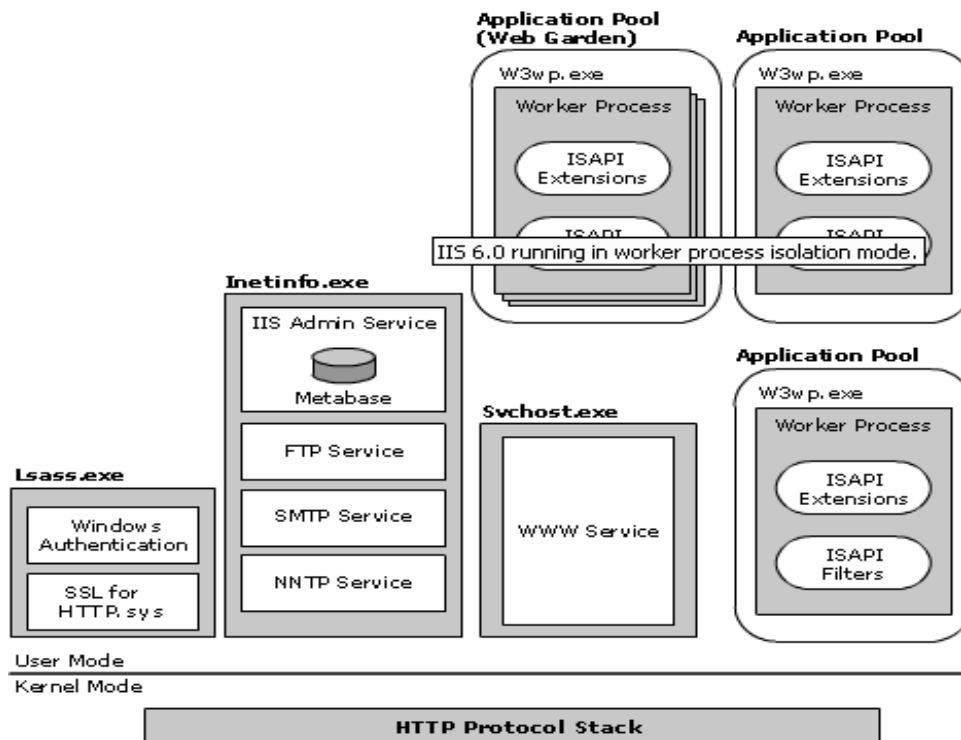 Application Pool
(Web Garden)
W3wp.exe
Worker Process
ISAPI
Extensions
ISAPI
Application Pool
W3wp.exe
Worker Process
ISAPI
Extensions
ISAPI
IIS 6.0 running in worker process isolation mode.
Inetinfo.exe
IIS Admin Service
Metabase
FTP Service
SMTP Service
NNTP Service
Svchost.exe
WWW Service
Application Pool
W3wp.exe
Worker Process
ISAPI
Extensions
ISAPI
Filters
Lsass.exe
Windows
Authentication
SSL for
HTTP.sys
User Mode
Kernel Mode
HTTP Protocol Stack